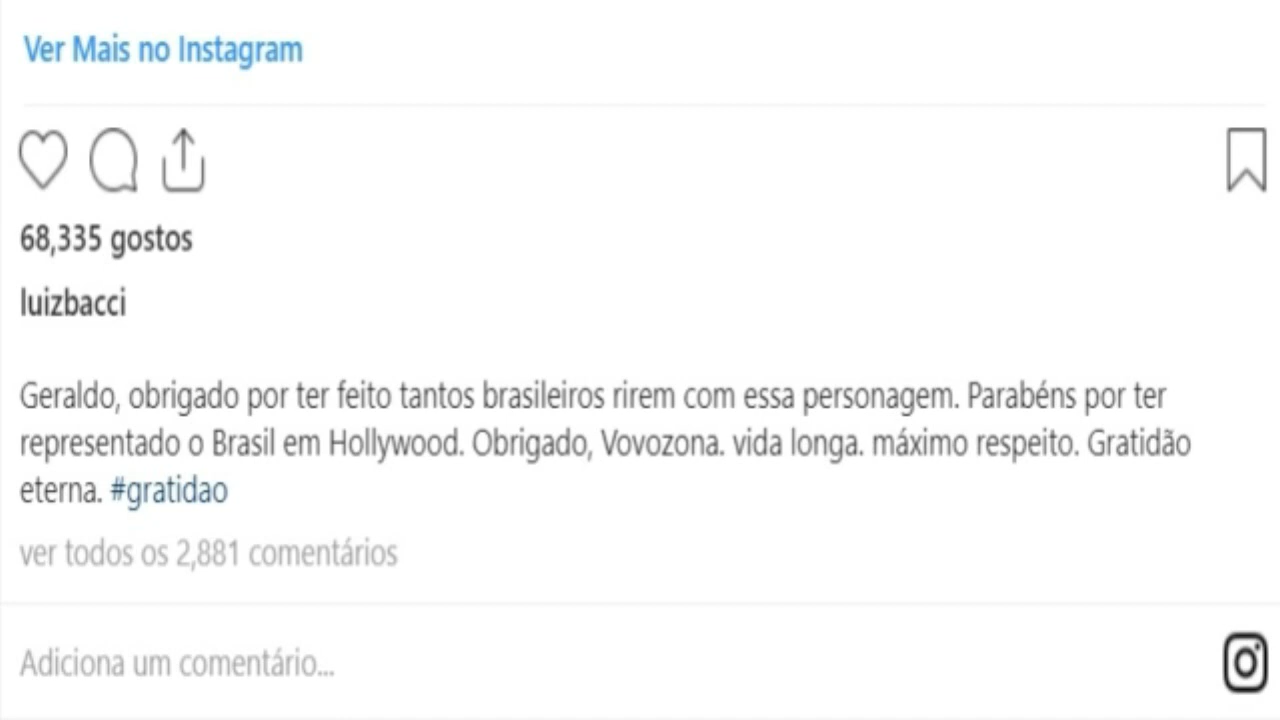 Ver Mais no Instagram
68,335 gostos
luizbacci
Geraldo, obrigado por ter feito tantos brasileiros rirem com essa personagem. Parabéns por ter
representado o Brasil em Hollywood. Obrigado, Vovozona. vida longa. máximo respeito. Gratidão
eterna. #gratidao
ver todos os 2,881 comentários
Adiciona um comentário...